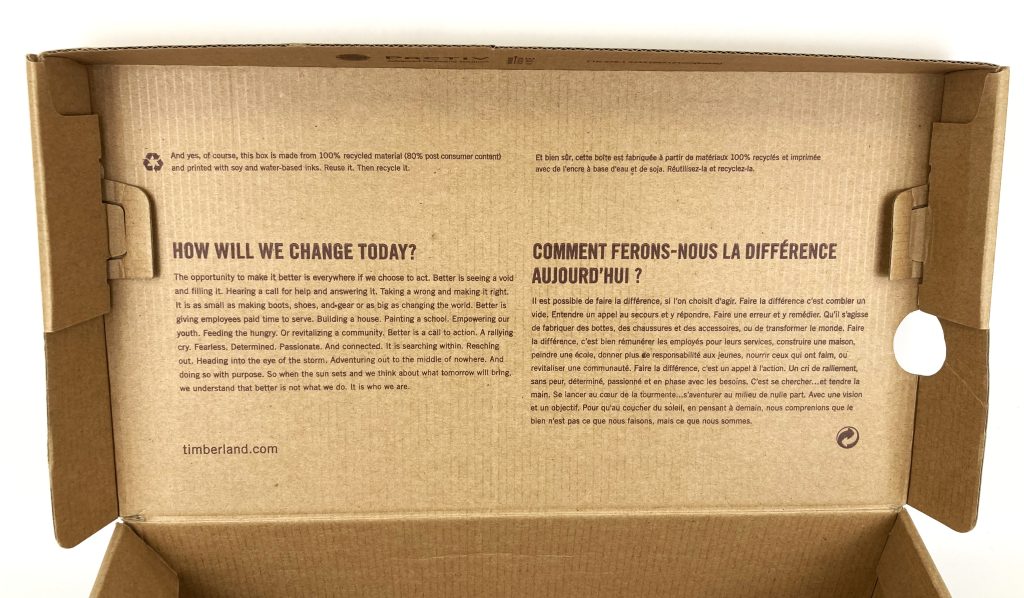 PACTIV
And yes, of course, this box is made from 100% recycled material (80% post consumer content)
and printed with soy and water-based inks. Reuse it. Then recycle it.
Et bien sûr, cette boîte est fabriquée à partir de matériaux 100% recyclés et imprimée
avec de l'encre à base d'eau et de soja. Réutilisez-la et recyclez-la.
HOW WILL WE CHANGE TODAY?
The opportunity to make it better is everywhere if we choose to act. Better is seeing a void
and filling it. Hearing a call for help and answering it. Taking a wrong and making it right.
It is as small as making boots, shoes, and gear or as big as changing the world. Better is
giving employees paid time to serve. Building a house. Painting a school. Empowering our
youth. Feeding the hungry. Or revitalizing a community. Better is a call to action. A rallying
cry. Fearless. Determined. Passionate. And connected. It is searching within. Reaching
out. Heading into the eye of the storm. Adventuring out to the middle of nowhere. And
doing so with purpose. So when the sun sets and we think about what tomorrow will bring,
we understand that better is not what we do. It is who we are.
timberland.com
COMMENT FERONS-NOUS LA DIFFÉRENCE
AUJOURD'HUI ?
Il est possible de faire la différence, si l'on choisit d'agir. Faire la différence c'est combler un
vide. Entendre un appel au secours et y répondre. Faire une erreur et y remédier. Qu'il s'agisse
de fabriquer des bottes, des chaussures et des accessoires, ou de transformer le monde. Faire
la différence, c'est bien rémunérer les employés pour leurs services, construire une maison,
peindre une école, donner plus de responsabilité aux jeunes, nourrir ceux qui ont faim, ou
revitaliser une communauté. Faire la différence, c'est un appel à l'action. Un cri de ralliement,
sans peur, déterminé, passionné et en phase avec les besoins. C'est se chercher...et tendre la
main. Se lancer au cœur de la tourmente...s'aventurer au milieu de nulle part. Avec une vision
et un objectif. Pour qu'au coucher du soleil, en pensant à demain, nous comprenions que le
bien n'est pas ce que nous faisons, mais ce que nous sommes.